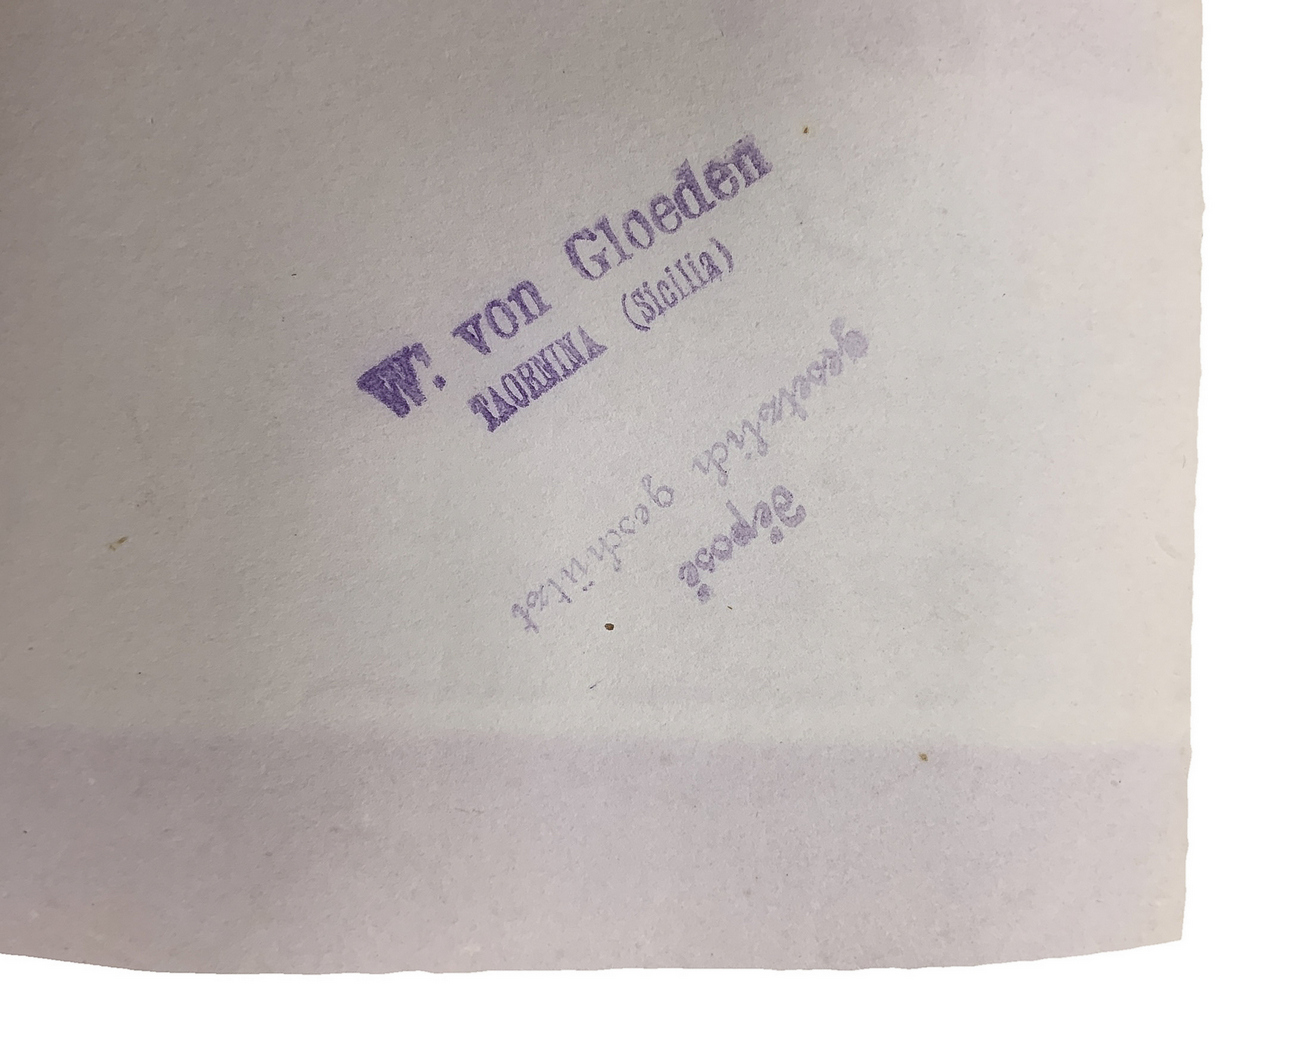 W. von Gloeden
TAORMINA (Sicilia)
gesetzlich geschützt
déposé